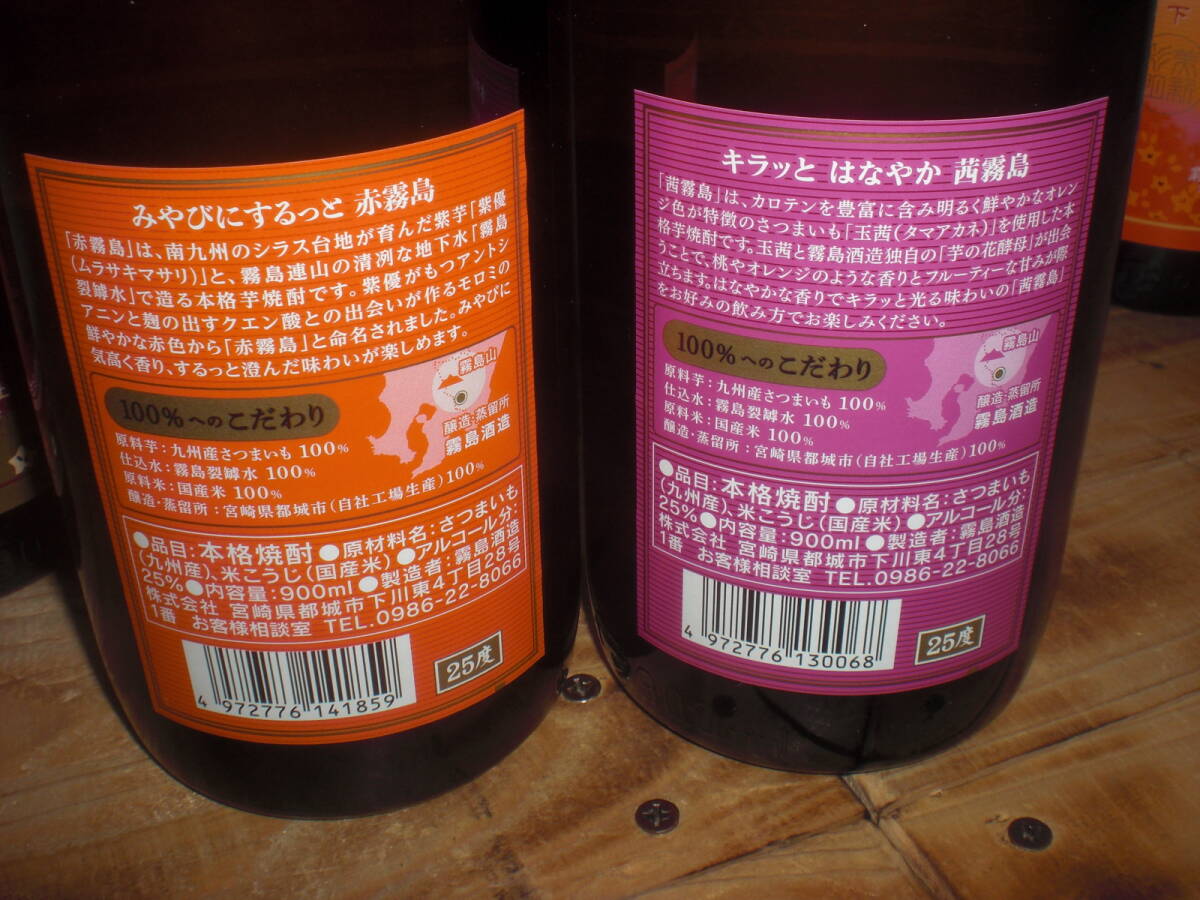 みやびにするっと 赤霧島
「赤霧島」は、南九州のシラス台地が育んだ紫芋「紫優
(ムラサキマサリ)」と、霧島連山の清冽な地下水「霧島
裂罅水」で造る本格芋焼酎です。紫優がもつアントシ
アニンと麹の出すクエン酸との出会いが作るモロミの
鮮やかな赤色から「赤霧島」と命名されました。みやびに
気高く香り、するっと澄んだ味わいが楽しめます。
100%へのこだわり
原料芋:九州産さつまいも 100%
仕込水:霧島裂罅水 100%
原料米:国産米 100%
醸造・蒸留所:宮崎県都城市(自社工場生産)100%
霧島山
醸造・蒸留所
霧島酒造
●品目:本格焼酎●原材料名:さつまいも
(九州産)、米こうじ(国産米)●アルコール分:
25%●内容量:900ml●製造者:霧島酒造
株式会社 宮崎県都城市下川東4丁目28号
1番 お客様相談室 TEL.0986-22-8066
4 972776 141859
25度
キラッと はなやか 茜霧島
「茜霧島」は、カロテンを豊富に含み明るく鮮やかなオレン
ジ色が特徴のさつまいも「玉茜(タマアカネ)」を使用した本
格芋焼酎です。玉茜と霧島酒造独自の「芋の花酵母」が出会
うことで、桃やオレンジのような香りとフルーティーな甘みが際
立ちます。はなやかな香りでキラッと光る味わいの「茜霧島」
をお好みの飲み方でお楽しみください。
100%へのこだわり
原料芋:九州産さつまいも 100%
仕込水:霧島裂罅水 100%
原料米:国産米 100%
醸造・蒸留所:宮崎県都城市(自社工場生産)100%
霧島山
醸造・蒸留所
霧島酒造
●品目:本格焼酎●原材料名:さつまいも
(九州産)、米こうじ(国産米)●アルコール分:
25%●内容量:900ml●製造者:霧島酒造
株式会社 宮崎県都城市下川東4丁目28号
1番 お客様相談室 TEL.0986-22-8066
4 972776 130068
25度
下